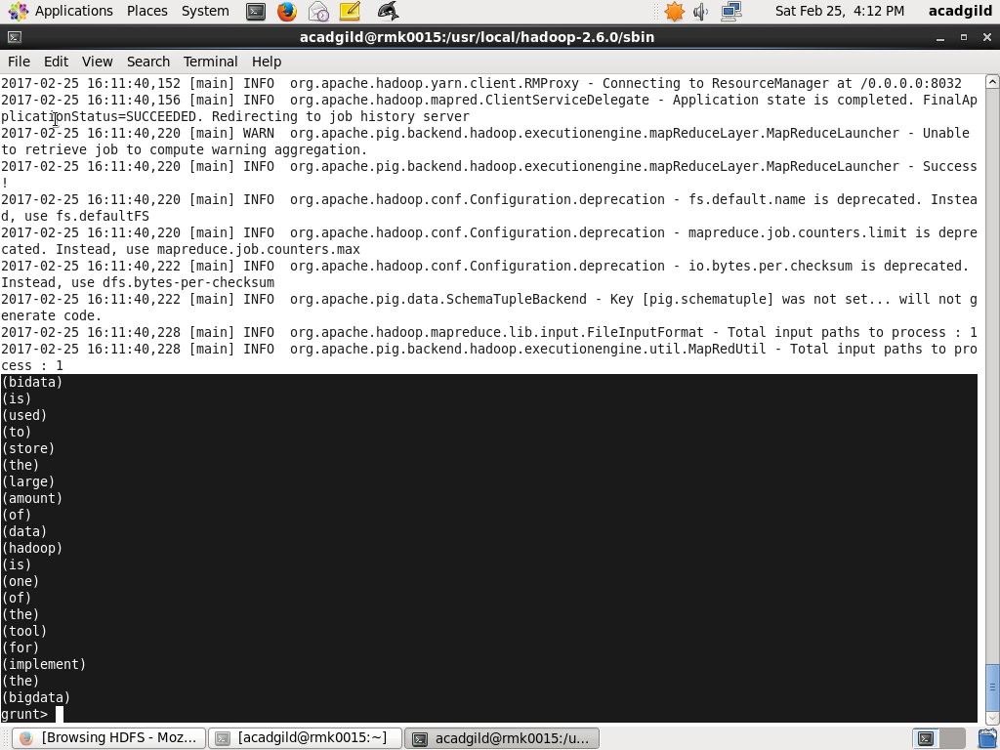 Applications Places System Sat Feb 25, 4:12 PM acadgild
acadgild@rmk0015:/usr/local/hadoop-2.6.0/sbin
File Edit View Search Terminal Help
2017-02-25 16:11:40,152 [main] INFO  org.apache.hadoop.yarn.client.RMProxy - Connecting to ResourceManager at /0.0.0.0:8032
2017-02-25 16:11:40,156 [main] INFO  org.apache.hadoop.mapred.ClientServiceDelegate - Application state is completed. FinalAp
plicationStatus=SUCCEEDED. Redirecting to job history server
2017-02-25 16:11:40,220 [main] WARN  org.apache.pig.backend.hadoop.executionengine.mapReduceLayer.MapReduceLauncher - Unable
to retrieve job to compute warning aggregation.
2017-02-25 16:11:40,220 [main] INFO  org.apache.pig.backend.hadoop.executionengine.mapReduceLayer.MapReduceLauncher - Success
!
2017-02-25 16:11:40,220 [main] INFO  org.apache.hadoop.conf.Configuration.deprecation - fs.default.name is deprecated. Instea
d, use fs.defaultFS
2017-02-25 16:11:40,220 [main] INFO  org.apache.hadoop.conf.Configuration.deprecation - mapreduce.job.counters.limit is depre
cated. Instead, use mapreduce.job.counters.max
2017-02-25 16:11:40,222 [main] INFO  org.apache.hadoop.conf.Configuration.deprecation - io.bytes.per.checksum is deprecated.
Instead, use dfs.bytes-per-checksum
2017-02-25 16:11:40,222 [main] INFO  org.apache.pig.data.SchemaTupleBackend - Key [pig.schematuple] was not set... will not g
enerate code.
2017-02-25 16:11:40,228 [main] INFO  org.apache.hadoop.mapreduce.lib.input.FileInputFormat - Total input paths to process : 1
2017-02-25 16:11:40,228 [main] INFO  org.apache.pig.backend.hadoop.executionengine.util.MapRedUtil - Total input paths to pro
cess : 1
(bidata)
(is)
(used)
(to)
(store)
(the)
(large)
(amount)
(of)
(data)
(hadoop)
(is)
(one)
(of)
(the)
(tool)
(for)
(implement)
(the)
(bigdata)
grunt>
[Browsing HDFS - Moz... [acadgild@rmk0015:~] acadgild@rmk0015:/u...